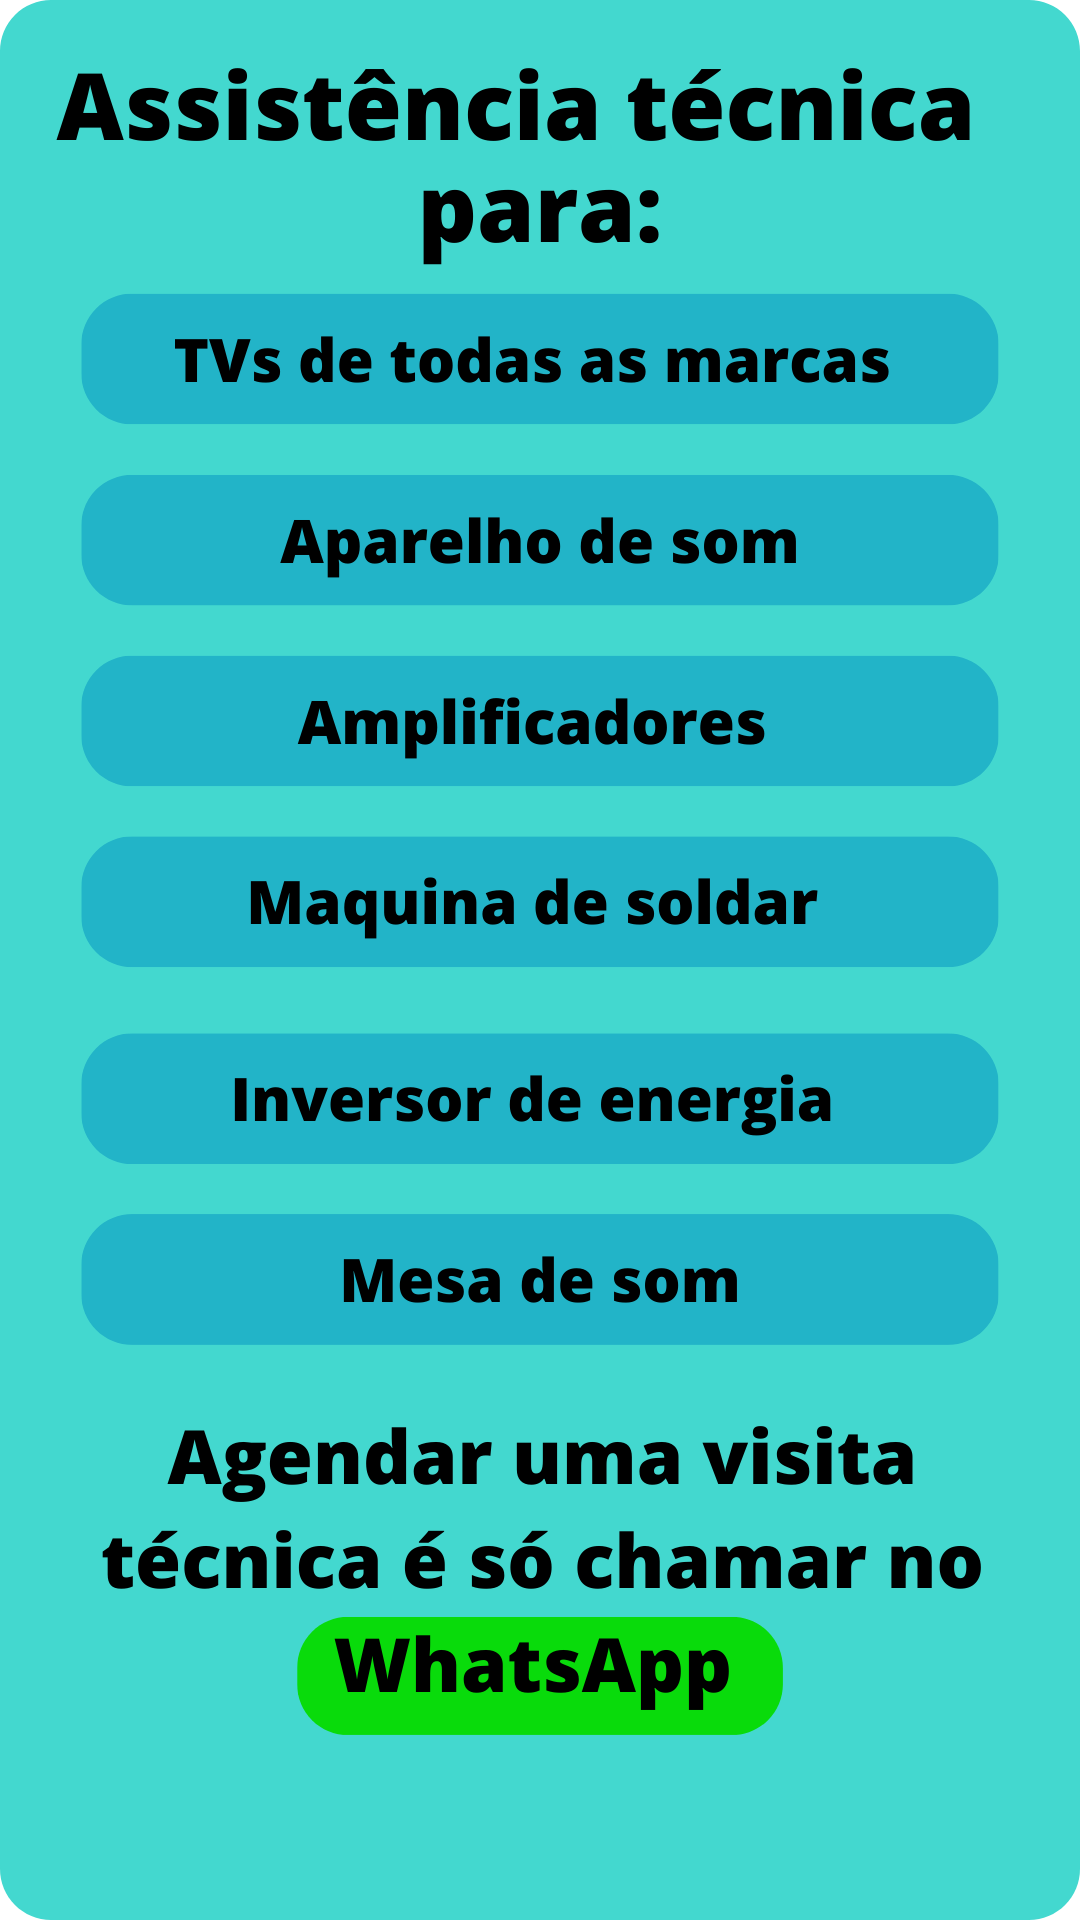 Assistência técnica
para:
TVs de todas as marcas
Aparelho de som
Amplificadores
Maquina de soldar
Inversor de energia
Mesa de som
Agendar uma visita
técnica é só chamar no
WhatsApp